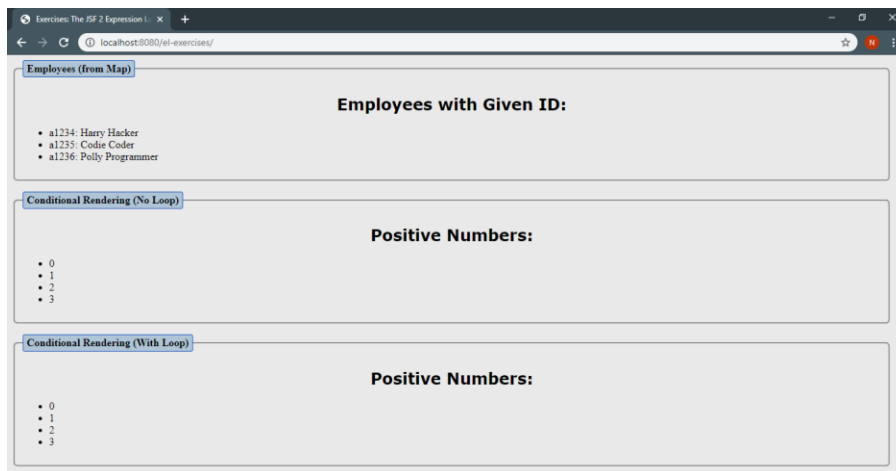 Exercises: The JSF 2 Expression L
localhost:8080/el-exercises/
N
Employees (from Map)
Employees with Given ID:
• a1234: Harry Hacker
• a1235: Codie Coder
• a1236: Polly Programmer
Conditional Rendering (No Loop)
Positive Numbers:
• 0
• 1
• 2
• 3
Conditional Rendering (With Loop)
Positive Numbers:
• 0
• 1
• 2
• 3